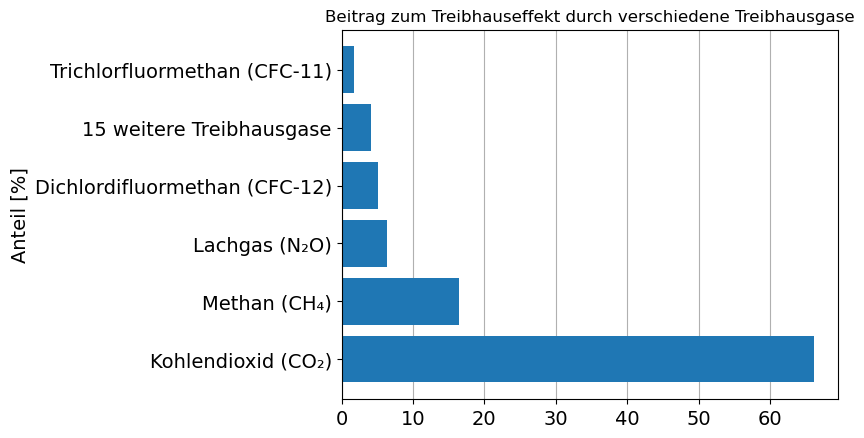 Beitrag zum Treibhauseffekt durch verschiedene Treibhausgase
Anteil [%]
Trichlorfluormethan (CFC-11)
15 weitere Treibhausgase
Dichlordifluormethan (CFC-12)
Lachgas (N₂O)
Methan (CH₄)
Kohlendioxid (CO₂)
0 10 20 30 40 50 60